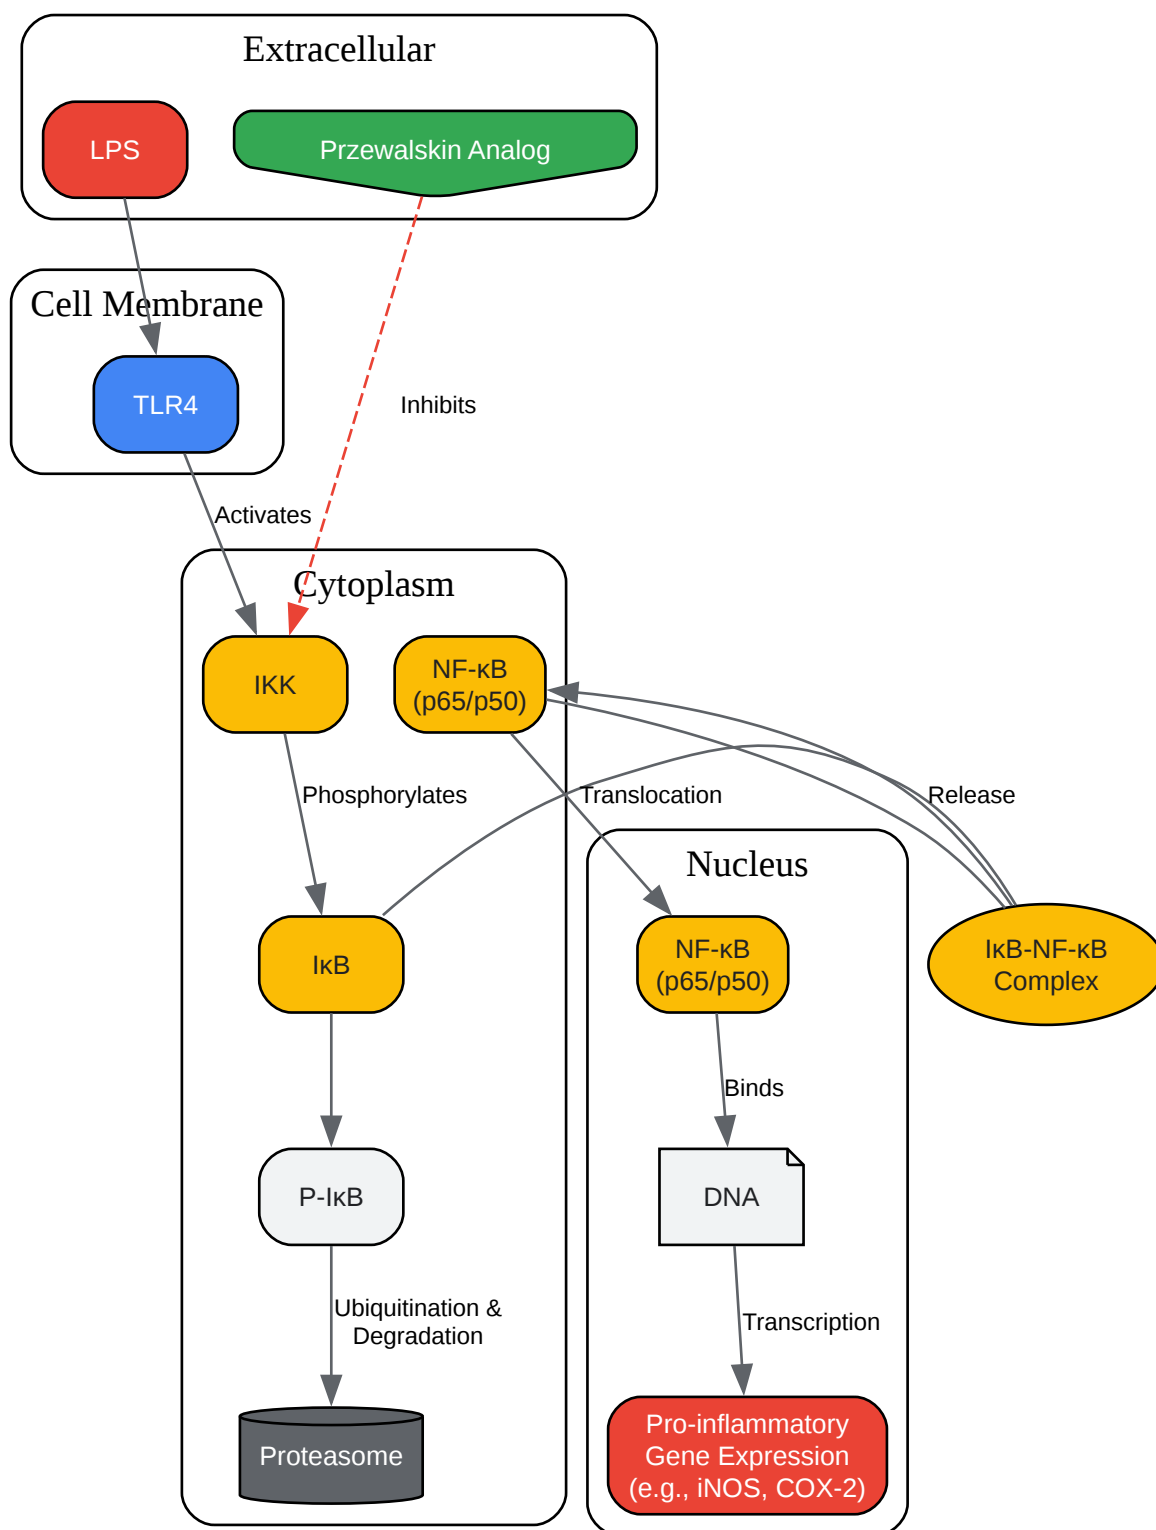 Extracellular
LPS
Przewalskin Analog
Cell Membrane
TLR4
Inhibits
Activates
Cytoplasm
IKK
NF-κB
(p65/p50)
Phosphorylates
Translocation
Release
Nucleus
IκB
NF-κB
(p65/p50)
IκB-NF-κB
Complex
Binds
P-IκB
DNA
Ubiquitination &
Degradation
Transcription
Proteasome
Pro-inflammatory
Gene Expression
(e.g., iNOS, COX-2)